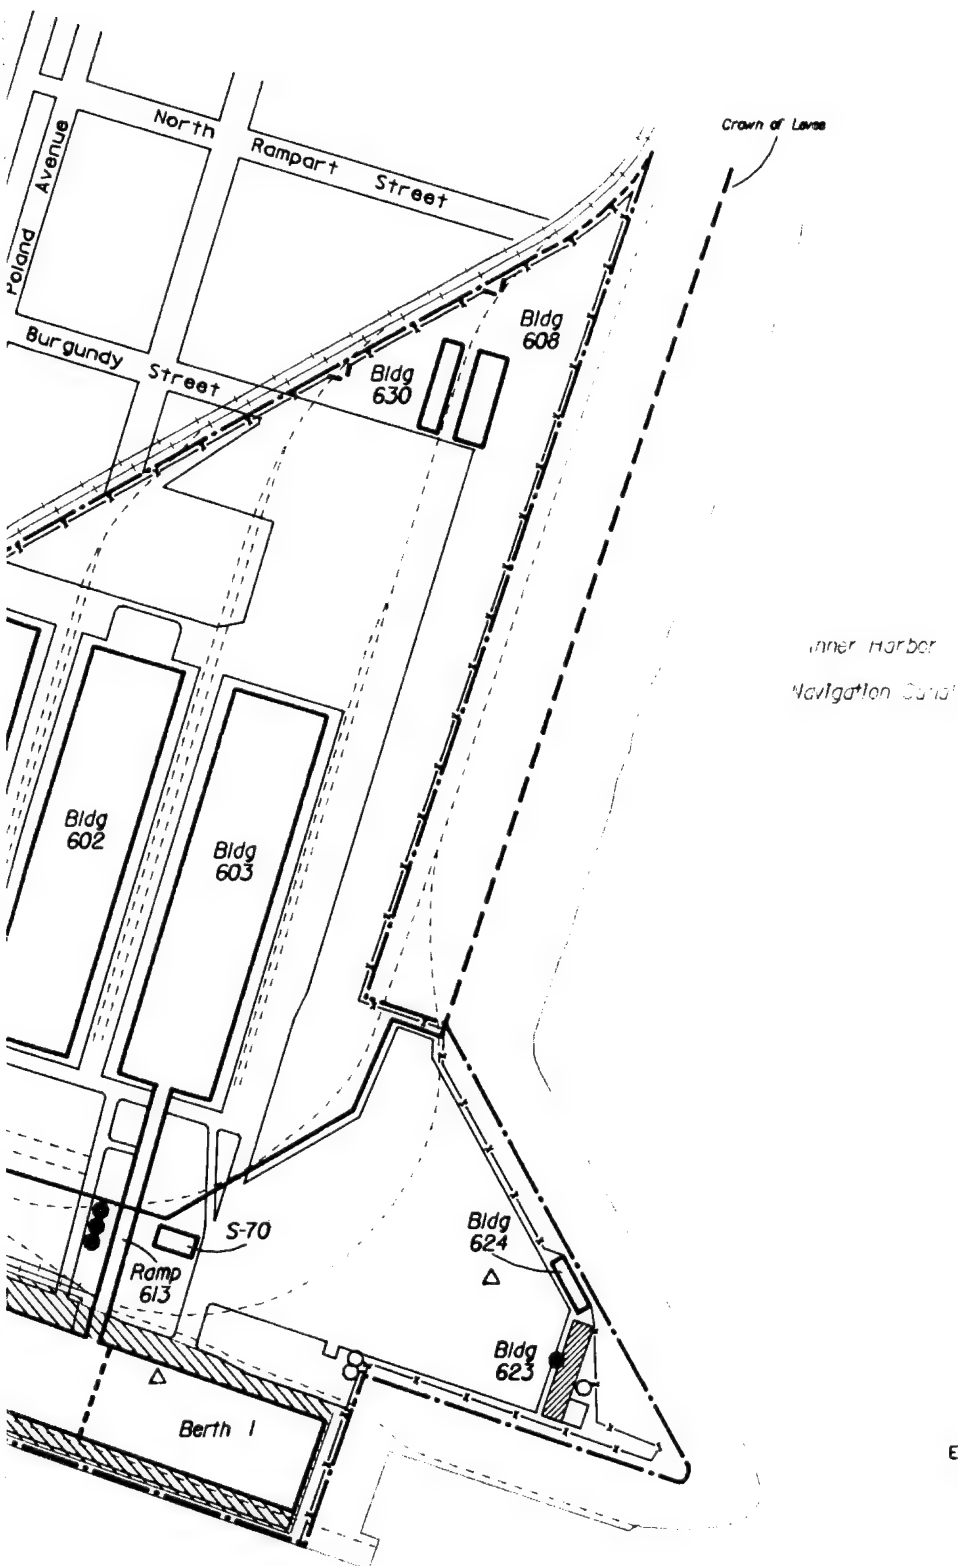 Crown of Levee
North
Rampart
Street
Poland
Avenue
Burgundy
Street
Bldg
608
Bldg
630
Inner Harbor
Navigation Canal
Bldg
602
Bldg
603
S-70
Bldg
624
Ramp
613
Bldg
623
Berth 1
E